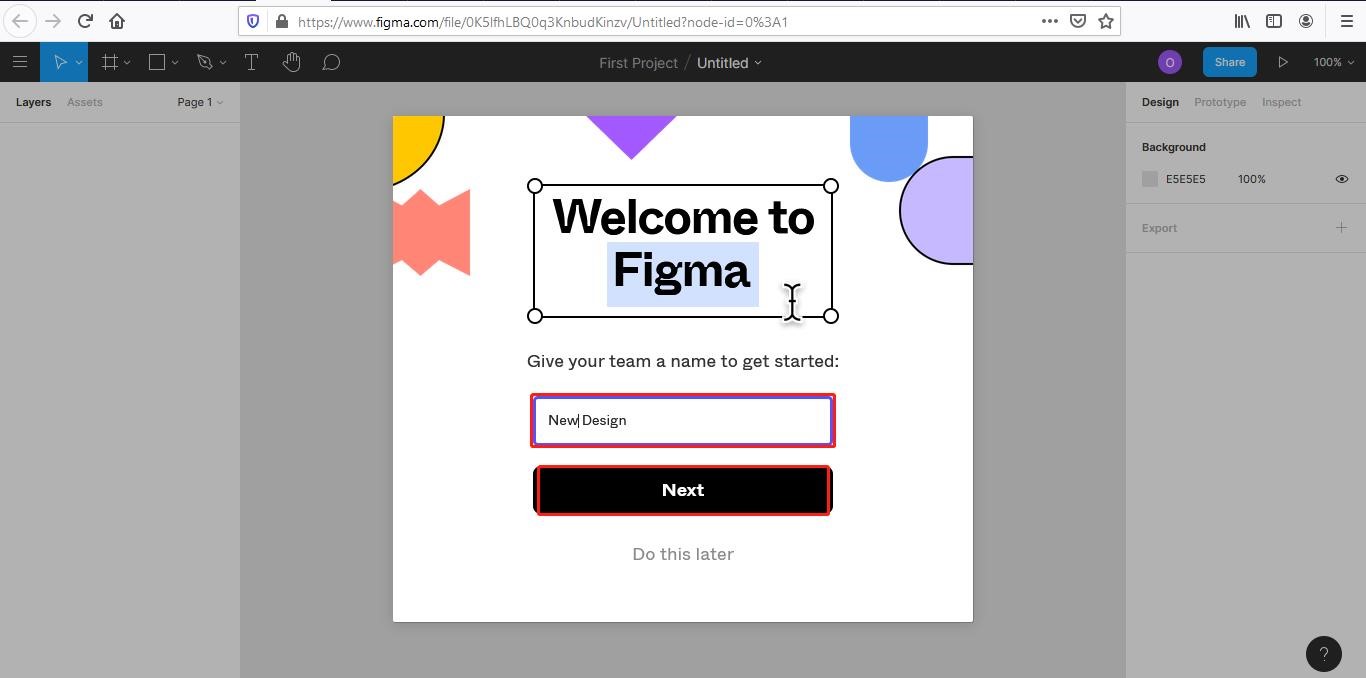 https://www.figma.com/file/0K5IfhLBQ0q3KnbudKinzv/Untitled?node-id=0%3A1
First Project / Untitled
O
Share
100%
Layers
Assets
Page 1
Design
Prototype
Inspect
Background
E5E5E5
100%
Export
Welcome to
Figma
Give your team a name to get started:
New Design
Next
Do this later
?